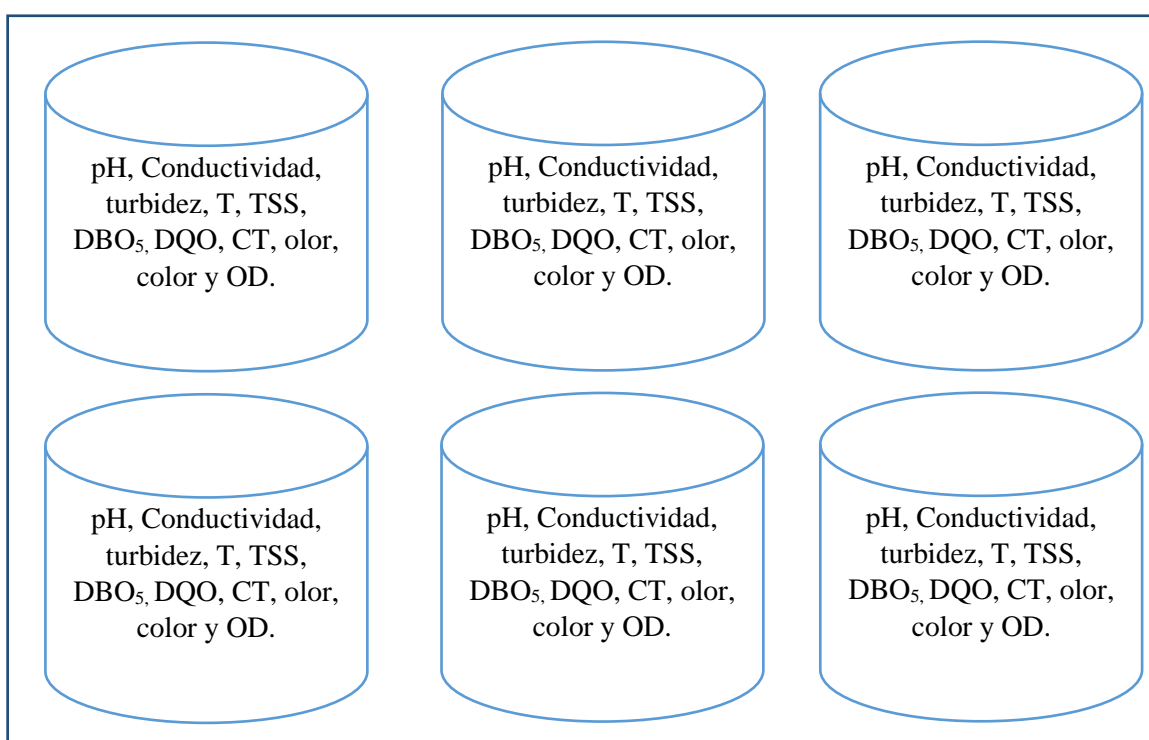 pH, Conductividad,
turbidez, T, TSS,
DBO₅, DQO, CT, olor,
color y OD.
pH, Conductividad,
turbidez, T, TSS,
DBO₅, DQO, CT, olor,
color y OD.
pH, Conductividad,
turbidez, T, TSS,
DBO₅, DQO, CT, olor,
color y OD.
pH, Conductividad,
turbidez, T, TSS,
DBO₅, DQO, CT, olor,
color y OD.
pH, Conductividad,
turbidez, T, TSS,
DBO₅, DQO, CT, olor,
color y OD.
pH, Conductividad,
turbidez, T, TSS,
DBO₅, DQO, CT, olor,
color y OD.